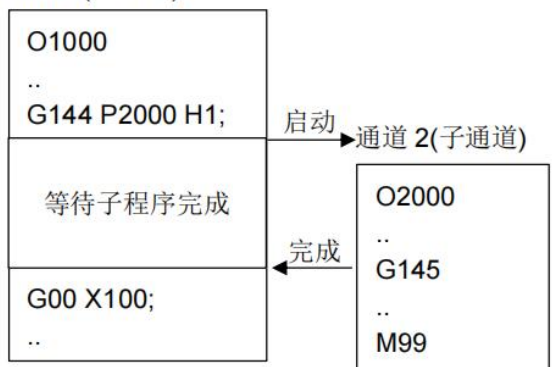 O1000
..
G144 P2000 H1;
启动
通道 2(子通道)
等待子程序完成
O2000
..
完成
G145
G00 X100;
..
..
M99